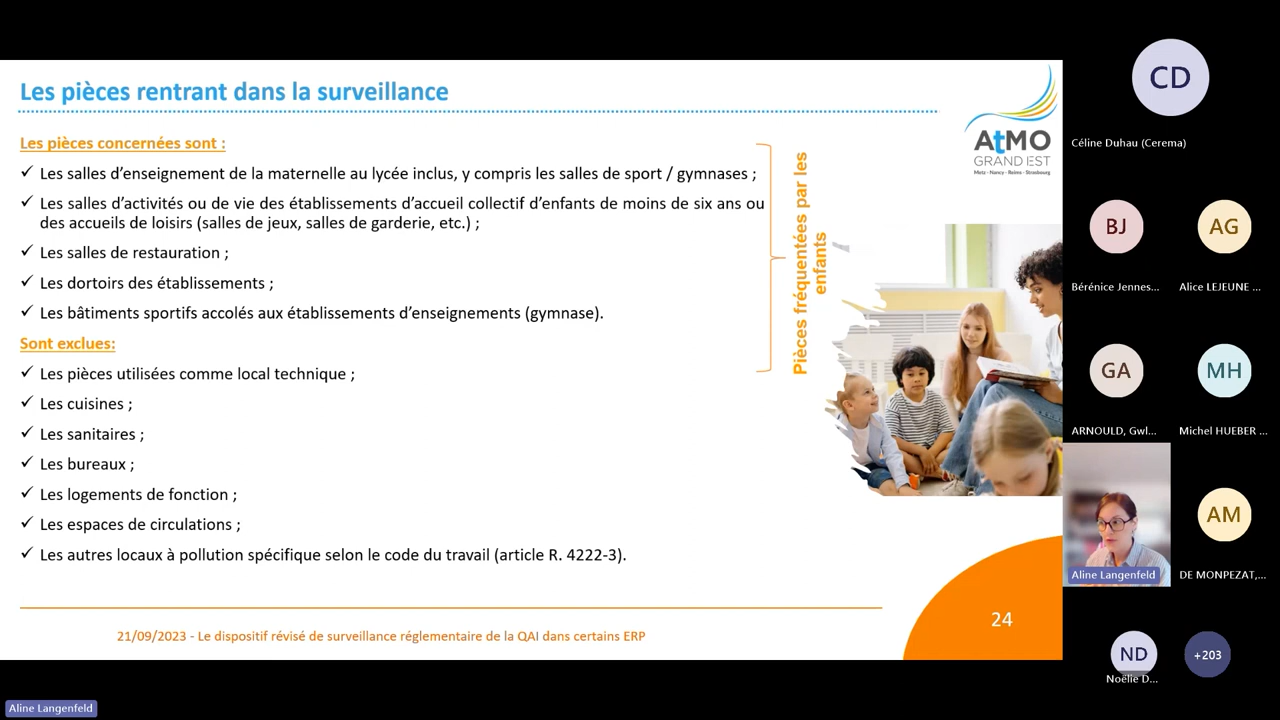 Les pièces rentrant dans la surveillance
Les pièces concernées sont :
✓ Les salles d’enseignement de la maternelle au lycée inclus, y compris les salles de sport / gymnases ;
✓ Les salles d’activités ou de vie des établissements d’accueil collectif d’enfants de moins de six ans ou
des accueils de loisirs (salles de jeux, salles de garderie, etc.) ;
✓ Les salles de restauration ;
✓ Les dortoirs des établissements ;
✓ Les bâtiments sportifs accolés aux établissements d’enseignements (gymnase).
Sont exclues:
✓ Les pièces utilisées comme local technique ;
✓ Les cuisines ;
✓ Les sanitaires ;
✓ Les bureaux ;
✓ Les logements de fonction ;
✓ Les espaces de circulations ;
✓ Les autres locaux à pollution spécifique selon le code du travail (article R. 4222-3).
Pièces fréquentées par les
enfants
AtMO
GRAND EST
Metz - Nancy - Reims - Strasbourg
21/09/2023 - Le dispositif révisé de surveillance réglementaire de la QAI dans certains ERP
24
CD
Céline Duhau (Cerema)
BJ
Bérénice Jennes...
AG
Alice LEJEUNE ...
GA
ARNOULD, Gwl...
MH
Michel HUEBER ...
Aline Langenfeld
AM
DE MONPEZAT,...
ND
Noëlie D...
+203
Aline Langenfeld